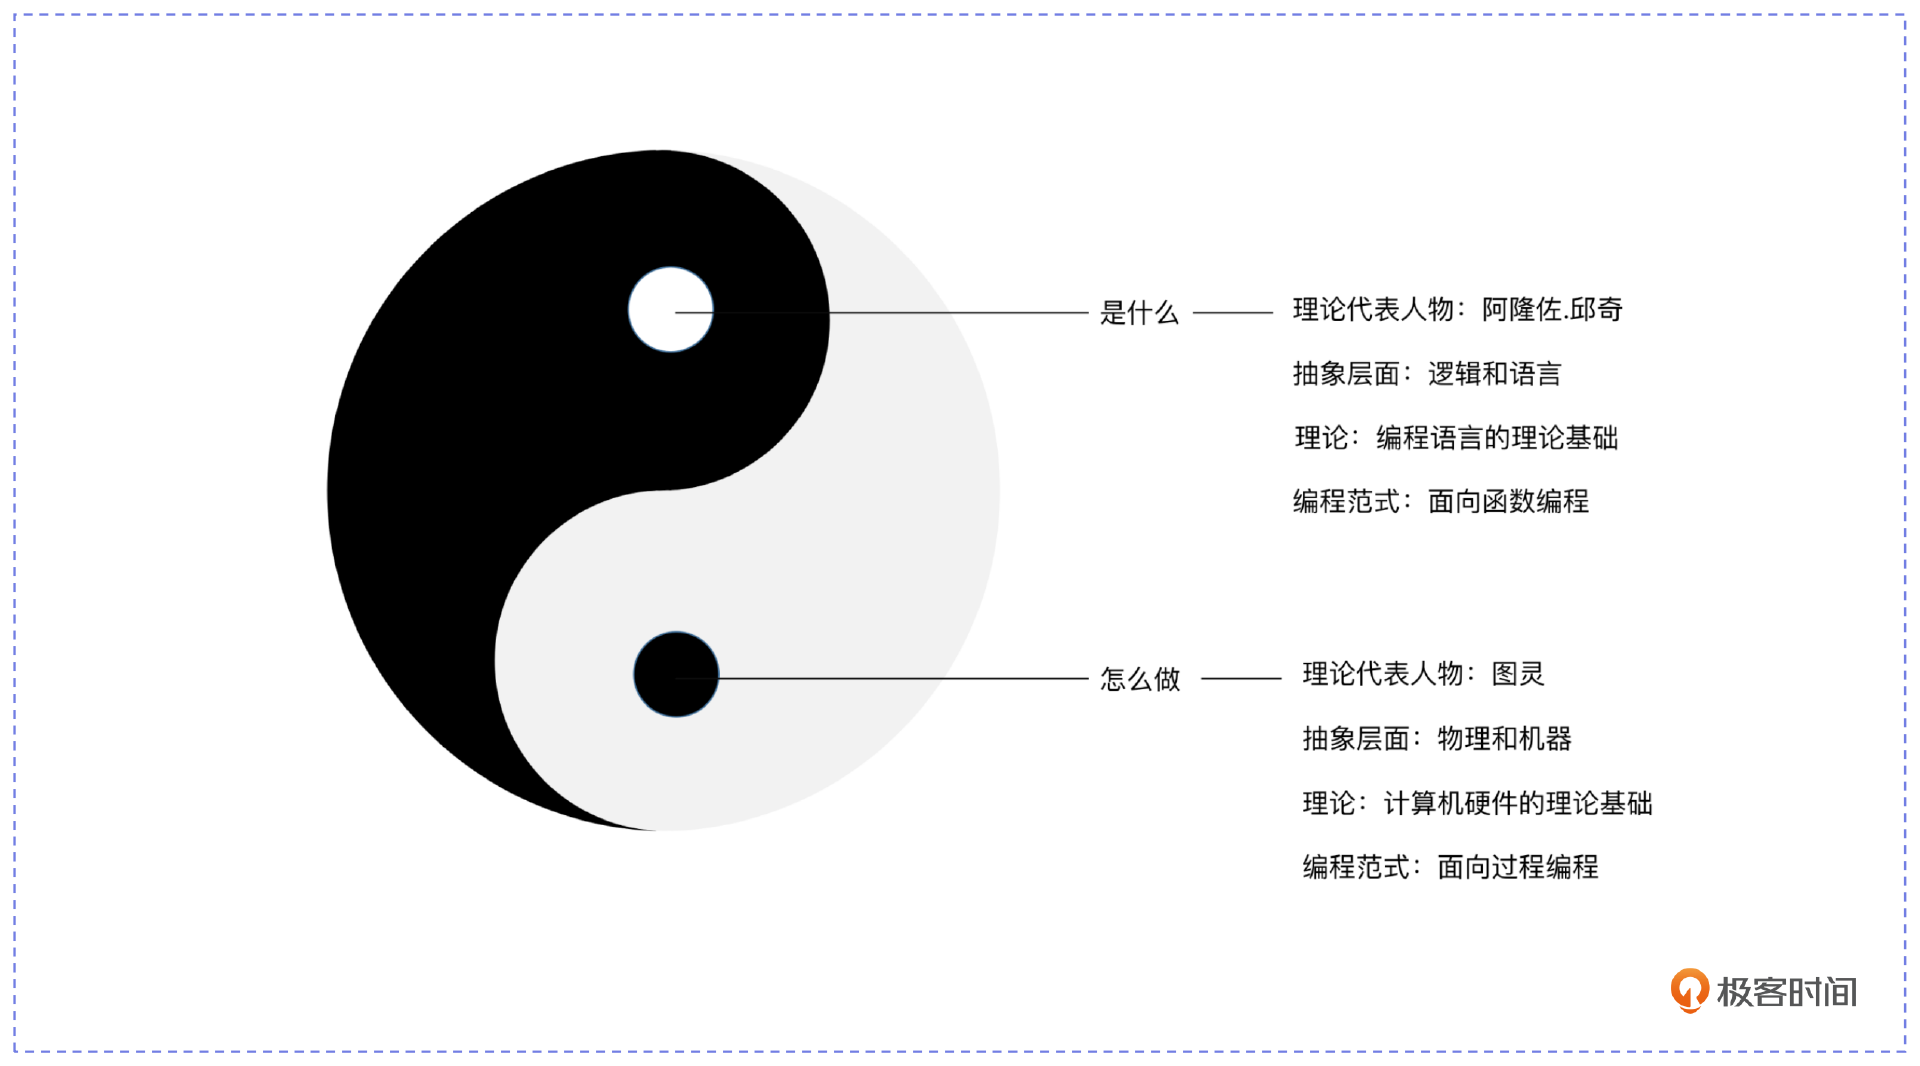 是什么
理论代表人物：阿隆佐.邱奇
抽象层面：逻辑和语言
理论：编程语言的理论基础
编程范式：面向函数编程
怎么做
理论代表人物：图灵
抽象层面：物理和机器
理论：计算机硬件的理论基础
编程范式：面向过程编程
极客时间